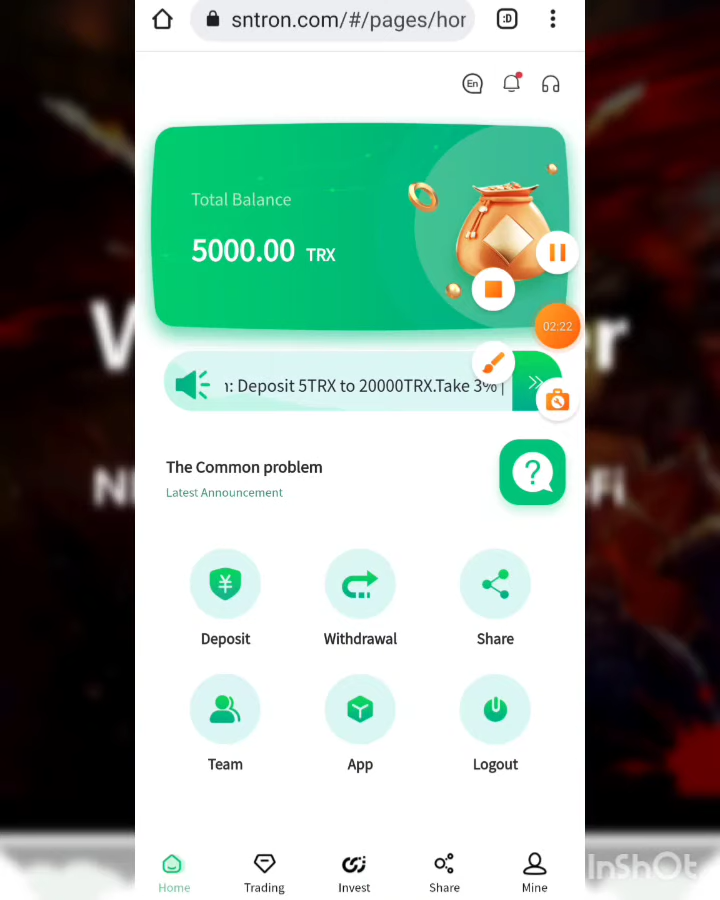 :D
sntron.com/#/pages/hor
En
Total Balance
5000.00 TRX
02:22
: Deposit 5TRX to 20000TRX.Take 3%
The Common problem
Latest Announcement
?
¥
Deposit
Withdrawal
Share
Team
App
Logout
Home
Trading
Invest
Share
Mine
InShOt